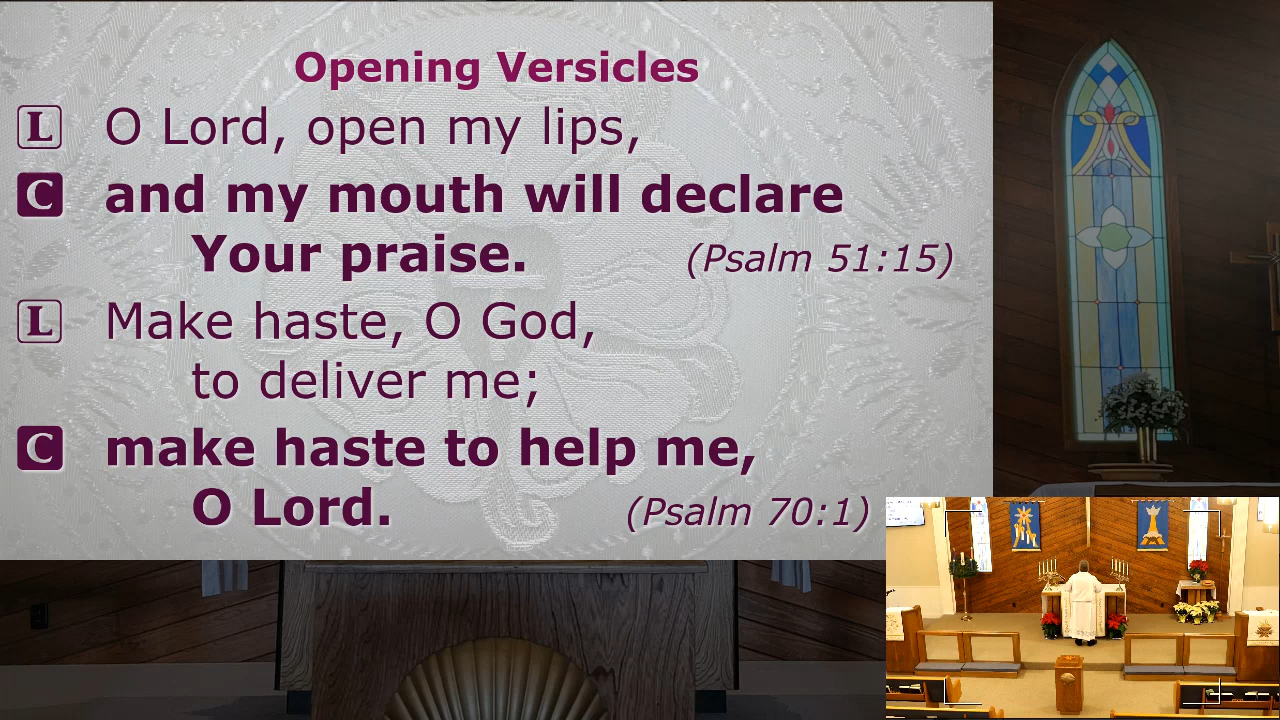 Opening Versicles
L O Lord, open my lips,
C and my mouth will declare
Your praise. (Psalm 51:15)
L Make haste, O God,
to deliver me;
C make haste to help me,
O Lord. (Psalm 70:1)